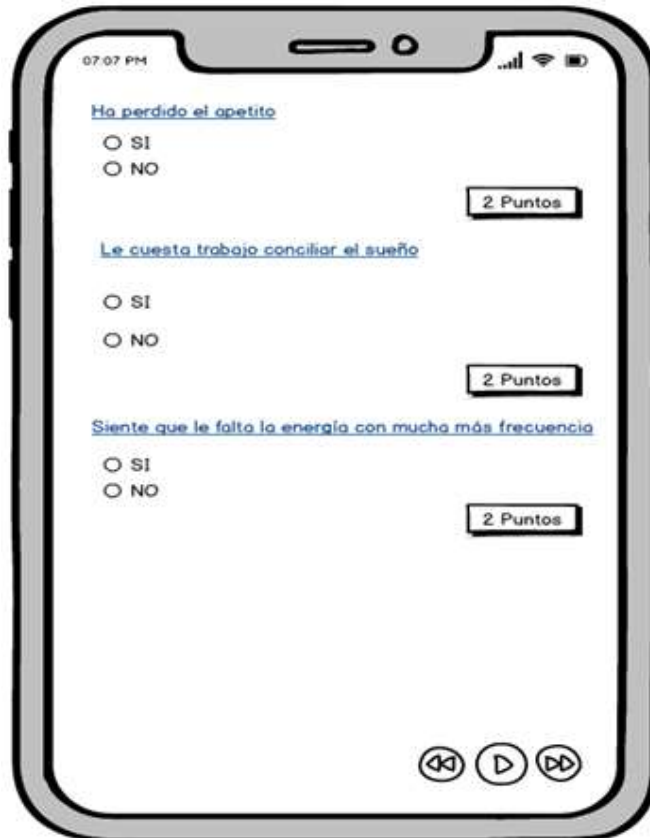 07:07 PM
Ha perdido el apetito
SI
NO
2 Puntos
Le cuesta trabajo conciliar el sueño
SI
NO
2 Puntos
Siente que le falta la energía con mucha más frecuencia
SI
NO
2 Puntos